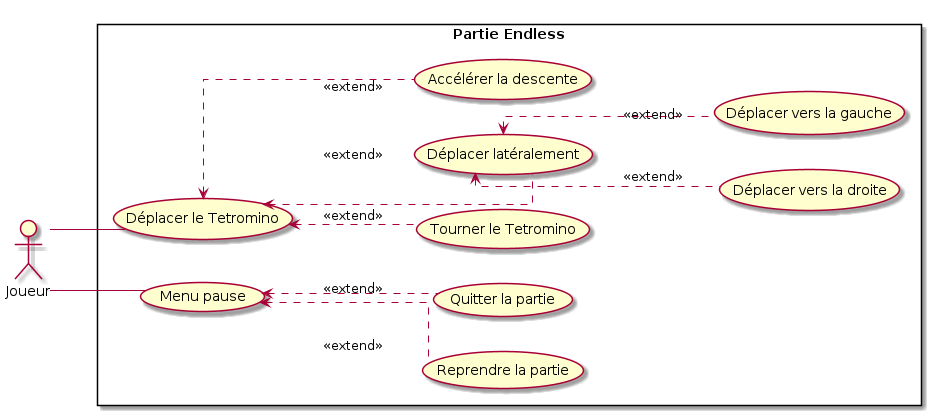 Partie Endless
Accélérer la descente
«extend»
«extend»
Déplacer vers la gauche
«extend»
Déplacer latéralement
«extend»
Déplacer vers la droite
Déplacer le Tetromino
«extend»
Tourner le Tetromino
Joueur
Menu pause
«extend»
Quitter la partie
«extend»
Reprendre la partie